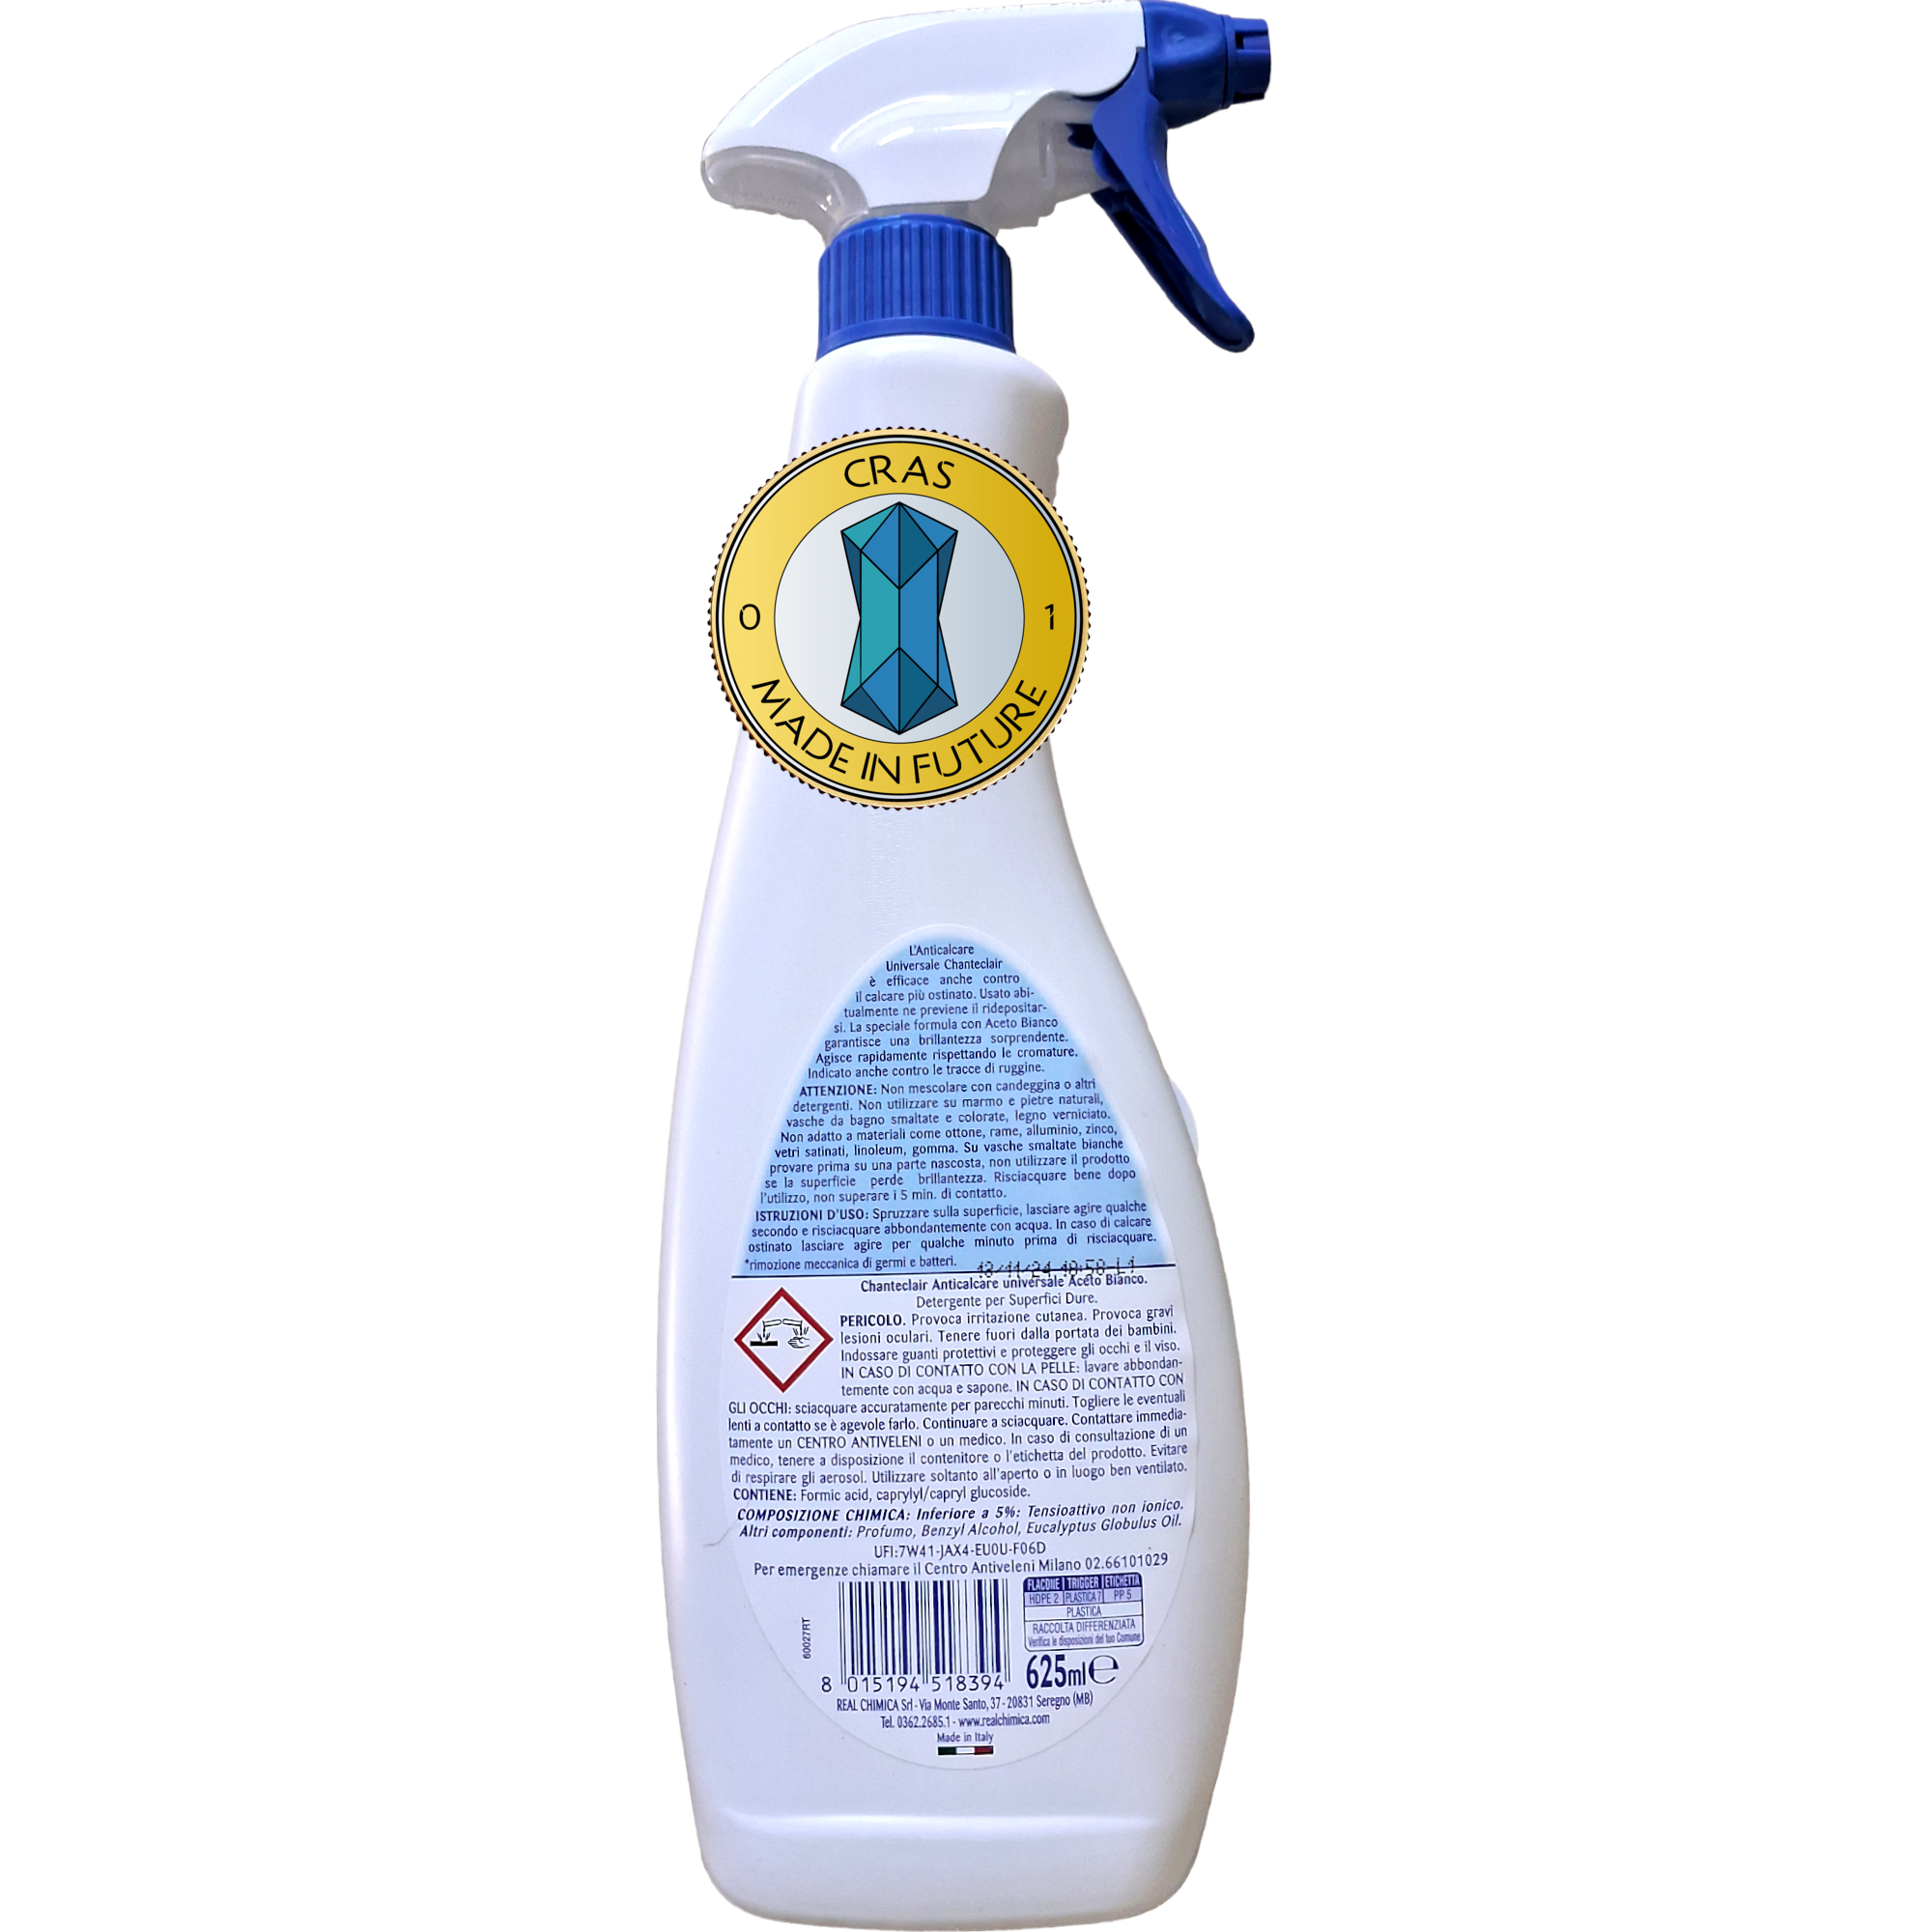 CRAS
0 1
MADE IN FUTURE
L'Anticalcare
Universale Chanteclair
è efficace anche contro
il calcare più ostinato. Usato abi-
tualmente ne previene il ridepositar-
si. La speciale formula con Aceto Bianco
garantisce una brillantezza sorprendente.
Agisce rapidamente rispettando le cromature.
Indicato anche contro le tracce di ruggine.
ATTENZIONE: Non mescolare con candeggina o altri
detergenti. Non utilizzare su marmo e pietre naturali,
vasche da bagno smaltate e colorate, legno verniciato.
Non adatto a materiali come ottone, rame, alluminio, zinco,
vetri satinati, linoleum, gomma. Su vasche smaltate bianche
provare prima su una parte nascosta, non utilizzare il prodotto
se la superficie perde brillantezza. Risciacquare bene dopo
l'utilizzo, non superare i 5 min. di contatto.
ISTRUZIONI D'USO: Spruzzare sulla superficie, lasciare agire qualche
secondo e risciacquare abbondantemente con acqua. In caso di calcare
ostinato lasciare agire per qualche minuto prima di risciacquare.
*rimozione meccanica di germi e batteri.
Chanteclair Anticalcare universale Aceto Bianco.
Detergente per Superfici Dure.
PERICOLO. Provoca irritazione cutanea. Provoca gravi
lesioni oculari. Tenere fuori dalla portata dei bambini.
Indossare guanti protettivi e proteggere gli occhi e il viso.
IN CASO DI CONTATTO CON LA PELLE: lavare abbondan-
temente con acqua e sapone. IN CASO DI CONTATTO CON
GLI OCCHI: sciacquare accuratamente per parecchi minuti. Togliere le eventuali
lenti a contatto se è agevole farlo. Continuare a sciacquare. Contattare immedia-
tamente un CENTRO ANTIVELENI o un medico. In caso di consultazione di un
medico, tenere a disposizione il contenitore o l'etichetta del prodotto. Evitare
di respirare gli aerosol. Utilizzare soltanto all'aperto o in luogo ben ventilato.
CONTIENE: Formic acid, caprylyl/capryl glucoside.
COMPOSIZIONE CHIMICA: Inferiore a 5%: Tensioattivo non ionico.
Altri componenti: Profumo, Benzyl Alcohol, Eucalyptus Globulus Oil.
UFI:7W41-JAX4-EU0U-F06D
Per emergenze chiamare il Centro Antiveleni Milano 02.66101029
FLACONE TRIGGER ETICHETTA
HDPE 2 PLASTICA 7 PP 5
PLASTICA
RACCOLTA DIFFERENZIATA
Verifica le disposizioni del tuo Comune
60027RT
8 015194 518394
625ml e
REAL CHIMICA Srl - Via Monte Santo, 37 - 20831 Seregno (MB)
Tel. 0362.2685.1 - www.realchimica.com
Made in Italy